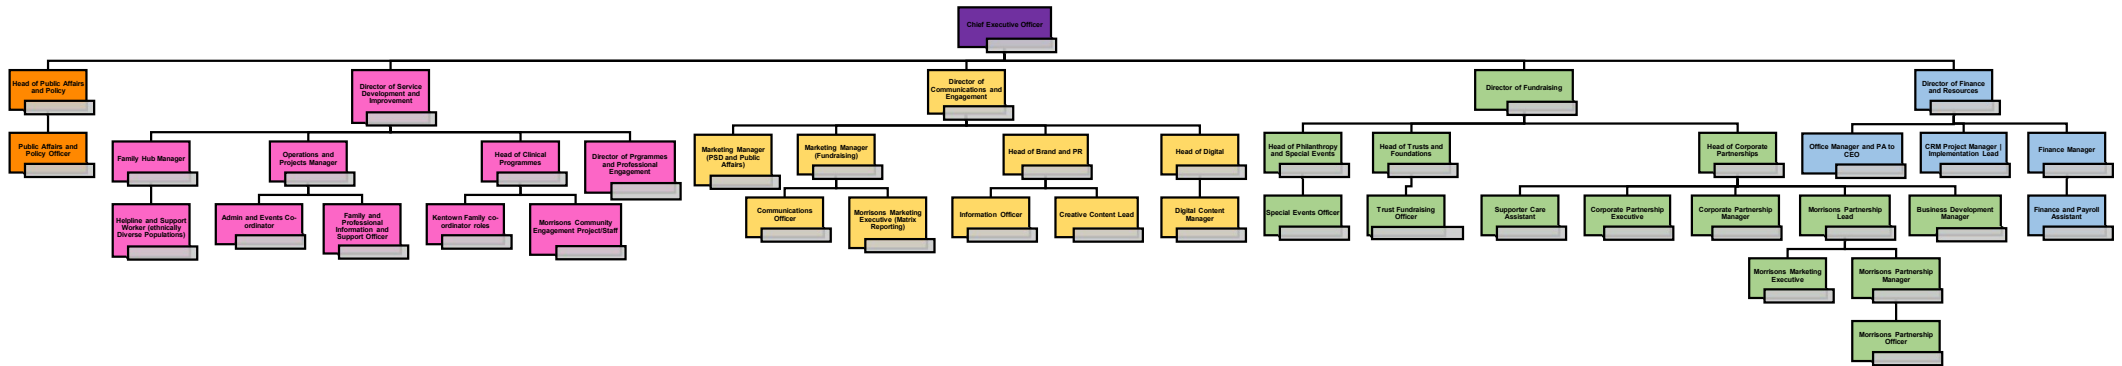 Chief Executive Officer
Head of Public Affairs
and Policy
Director of Service
Development and
Improvement
Director of
Communications and
Engagement
Director of Fundraising
Director of Finance
and Resources
Public Affairs and
Policy Officer
Family Hub Manager
Operations and
Projects Manager
Head of Clinical
Programmes
Director of Prgrammes
and Professional
Engagement
Marketing Manager
(PSD and Public
Affairs)
Marketing Manager
(Fundraising)
Head of Brand and PR
Head of Digital
Head of Philanthropy
and Special Events
Head of Trusts and
Foundations
Head of Corporate
Partnerships
Office Manager and PA to
CEO
CRM Project Manager |
Implementation Lead
Finance Manager
Helpline and Support
Worker (ethnically
Diverse Populations)
Admin and Events Co-
ordinator
Family and
Professional
Information and
Support Officer
Kentown Family co-
ordinator roles
Morrisons Community
Engagement Project/Staff
Communications
Officer
Morrisons Marketing
Executive (Matrix
Reporting)
Information Officer
Creative Content Lead
Digital Content
Manager
Special Events Officer
Trust Fundraising
Officer
Supporter Care
Assistant
Corporate Partnership
Executive
Corporate Partnership
Manager
Morrisons Partnership
Lead
Business Development
Manager
Finance and Payroll
Assistant
Morrisons Marketing
Executive
Morrisons Partnership
Manager
Morrisons Partnership
Officer